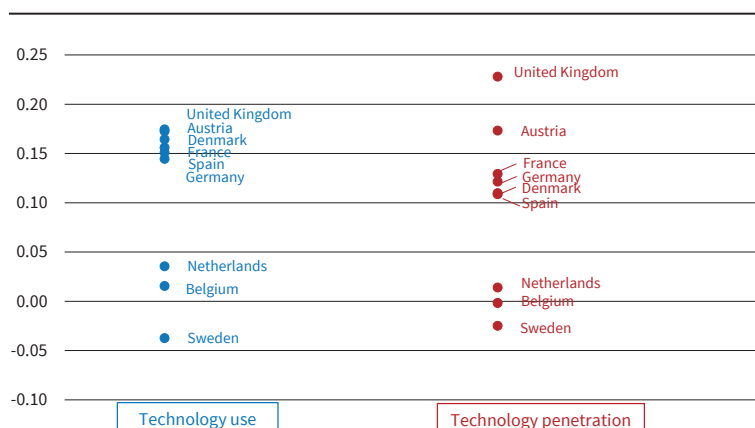 0.25
United Kingdom
0.20
United Kingdom
Austria
Austria
Denmark
0.15
France
France
Spain
Germany
Germany
Denmark
0.10
Spain
0.05
Netherlands
Netherlands
Belgium
0.00
Belgium
Sweden
Sweden
-0.05
-0.10
Technology use
Technology penetration